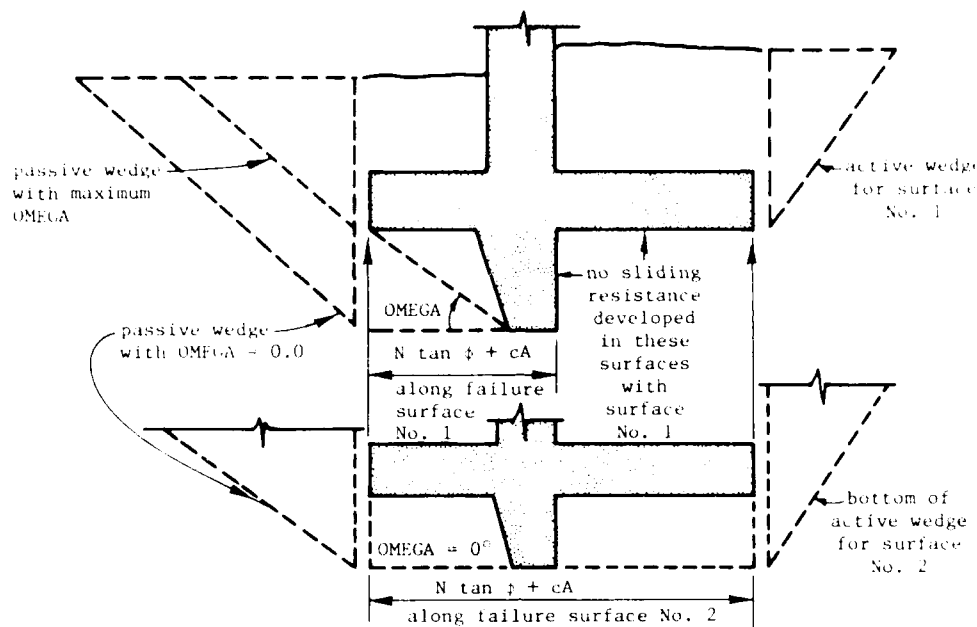 passive wedge
with maximum
OMEGA
active wedge
for surface
No. 1
OMEGA
no sliding
resistance
developed
in these
surfaces
with
surface
No. 1
passive wedge
with OMEGA = 0.0
N tan ϕ + cA
along failure
surface
No. 1
bottom of
active wedge
for surface
No. 2
OMEGA = 0°
N tan ϕ + cA
along failure surface No. 2